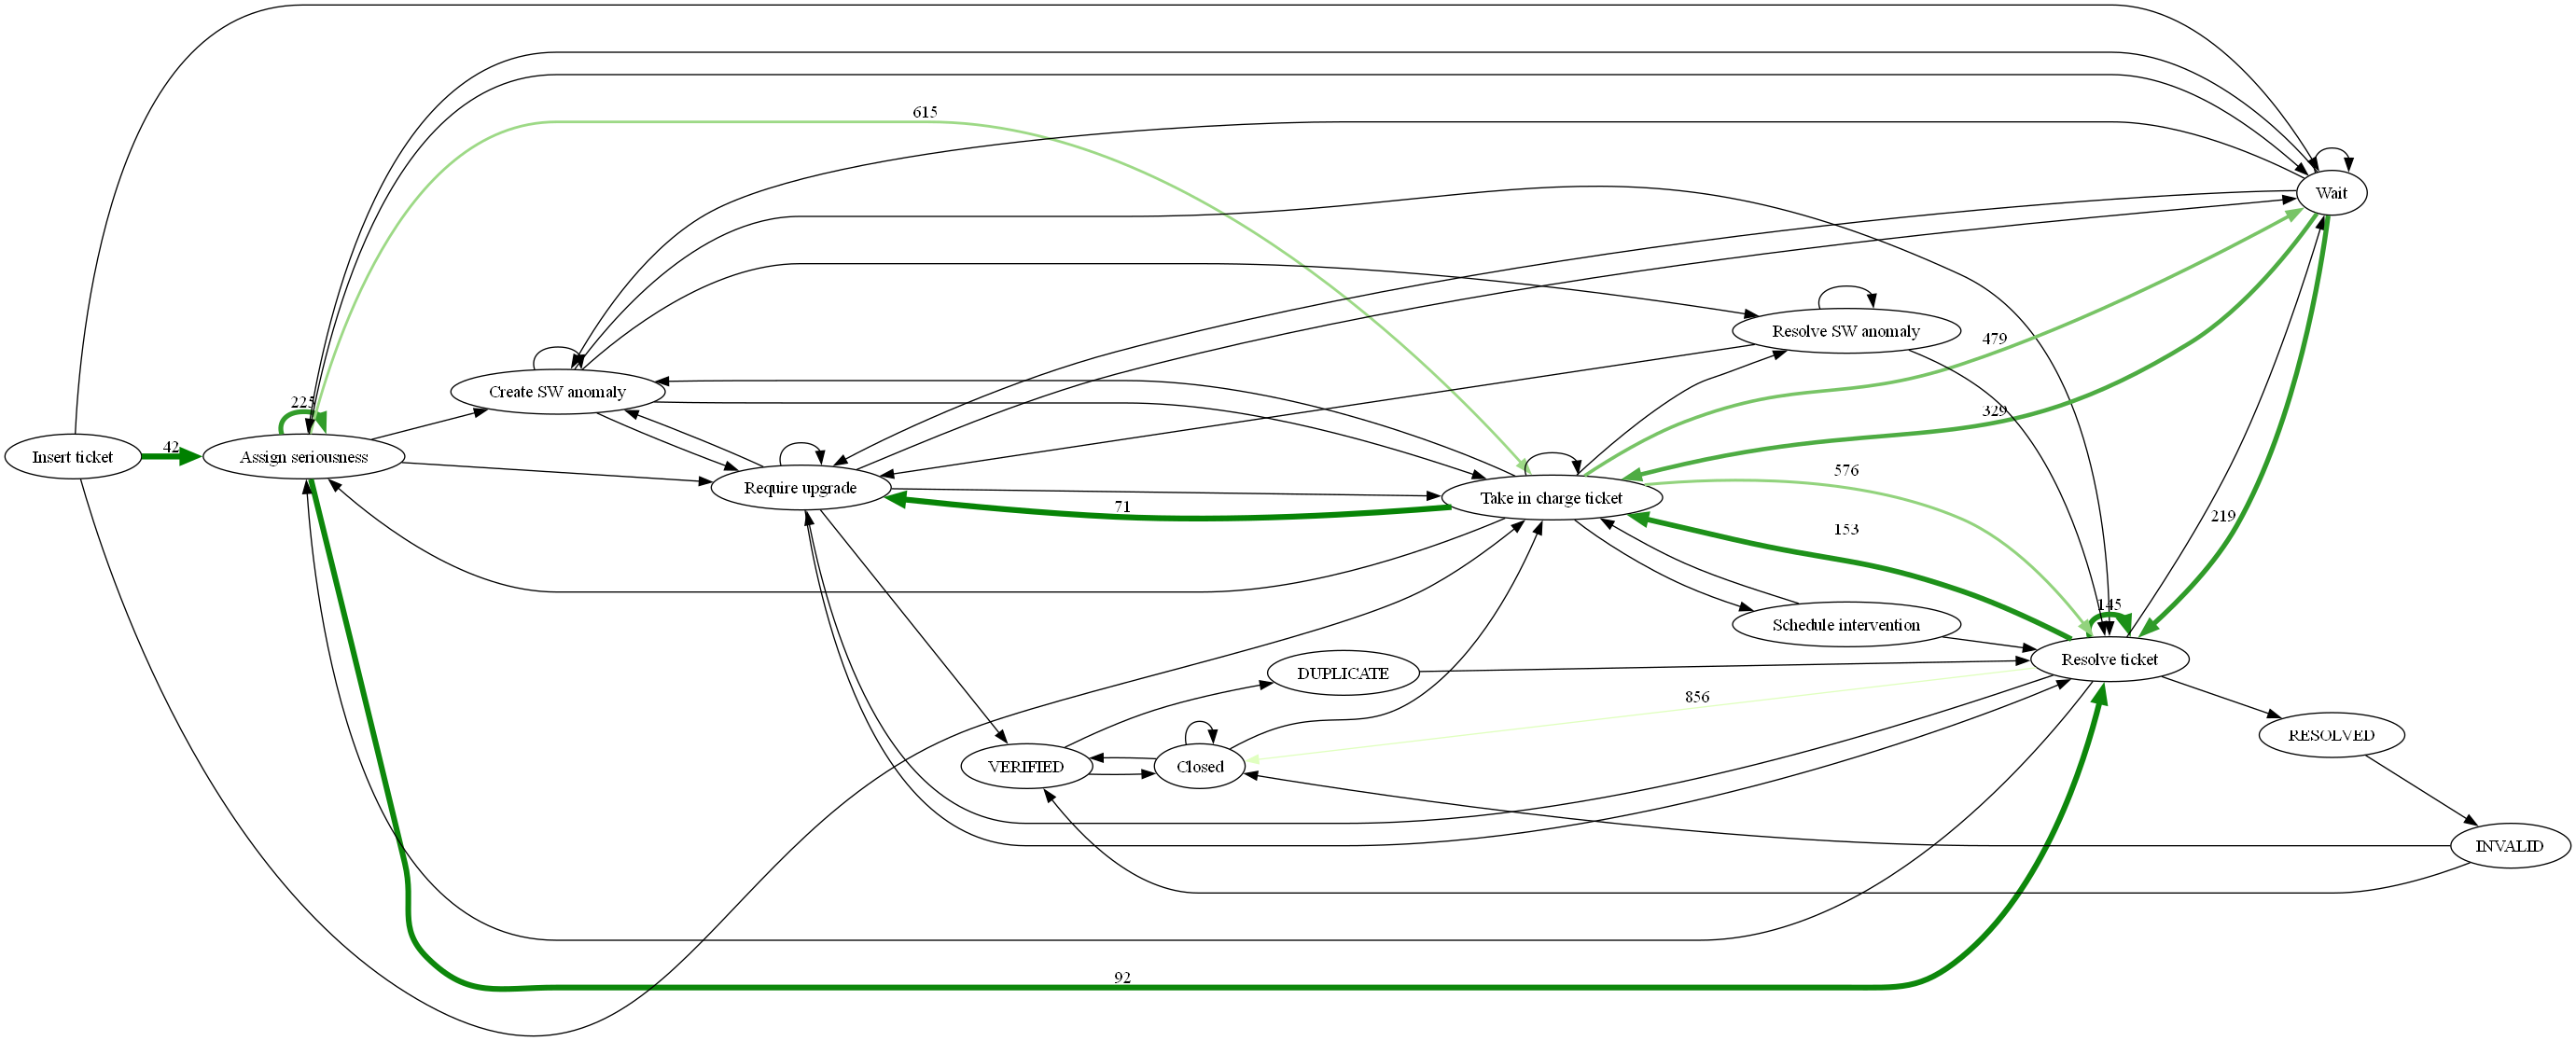 615
Wait
Resolve SW anomaly
479
Create SW anomaly
225
329
42
Insert ticket
Assign seriousness
Require upgrade
71
Take in charge ticket
576
153
219
145
Schedule intervention
Resolve ticket
DUPLICATE
856
RESOLVED
VERIFIED
Closed
INVALID
92